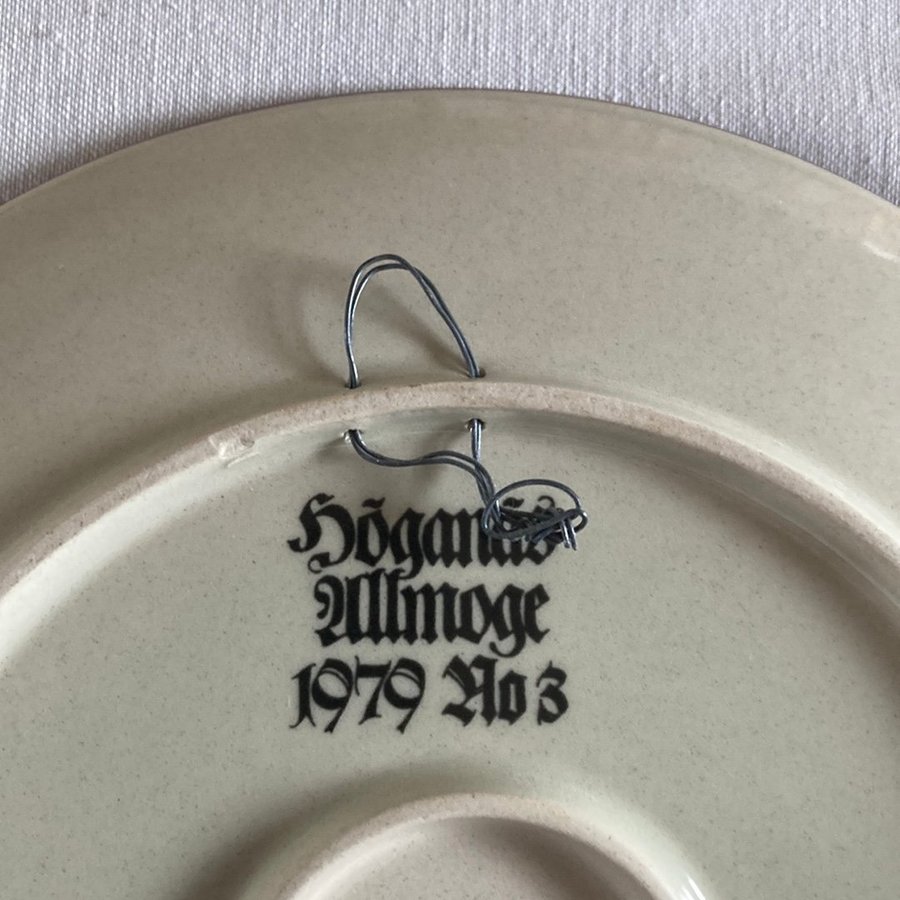 Höganäs
Allmoge
1979 No 3